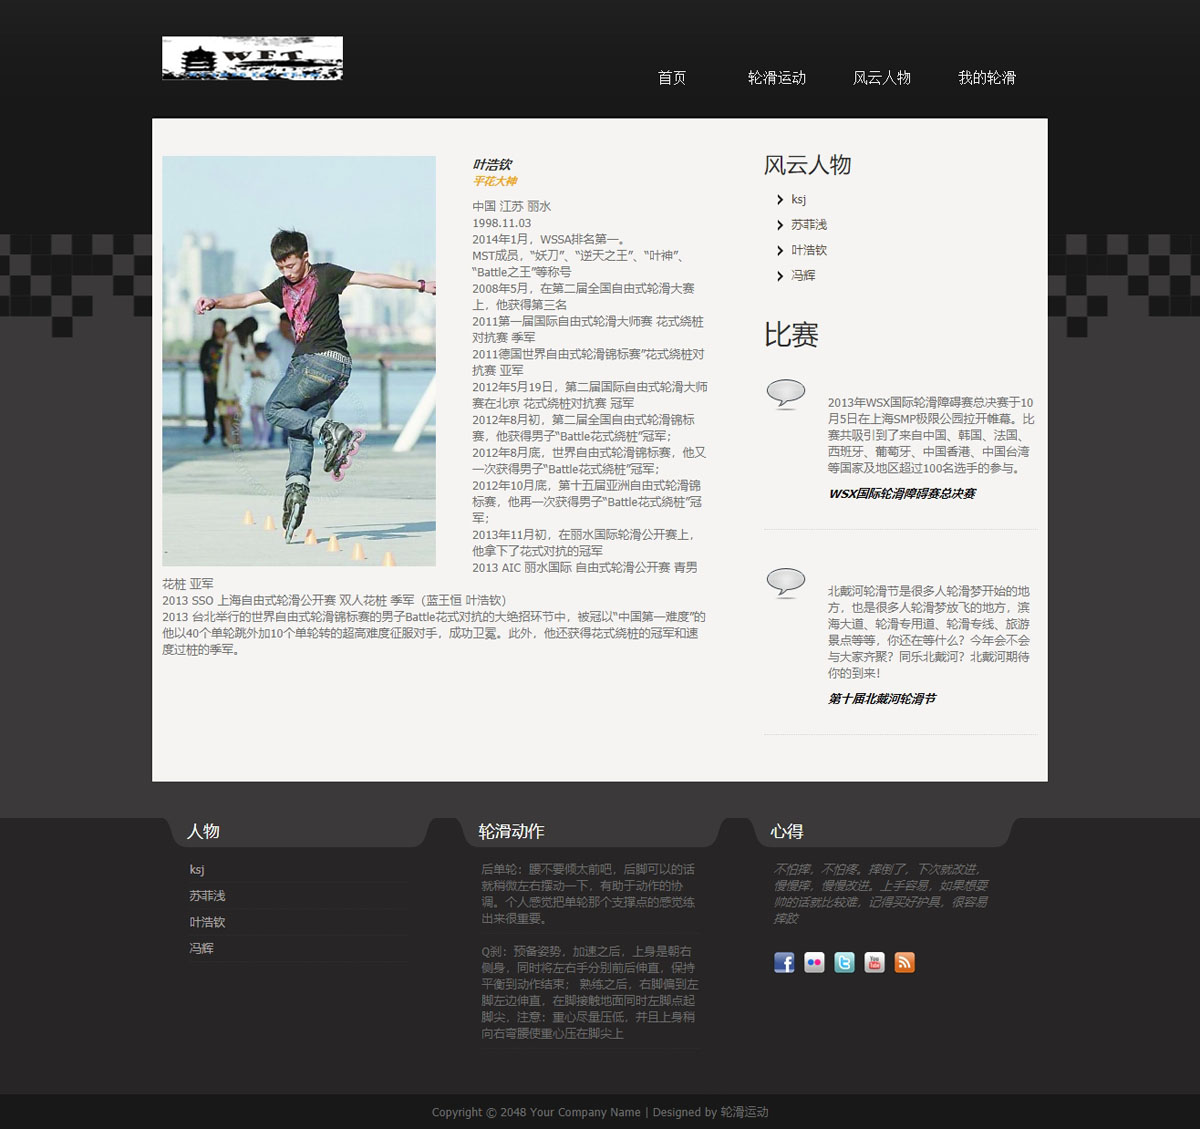 WFT
首页
轮滑运动
风云人物
我的轮滑
叶浩钦
平花大神
中国 江苏 丽水
1998.11.03
2014年1月，WSSA排名第一。
MST成员，“妖刀”、“逆天之王”、“叶神”、
“Battle之王”等称号
2008年5月，在第二届全国自由式轮滑大赛
上，他获得第三名
2011第一届国际自由式轮滑大师赛 花式绕桩
对抗赛 季军
2011德国世界自由式轮滑锦标赛”花式绕桩对
抗赛 亚军
2012年5月19日，第二届国际自由式轮滑大师
赛在北京 花式绕桩对抗赛 冠军
2012年8月初，第二届全国自由式轮滑锦标
赛，他获得男子“Battle花式绕桩”冠军；
2012年8月底，世界自由式轮滑锦标赛，他又
一次获得男子“Battle花式绕桩”冠军；
2012年10月底，第十五届亚洲自由式轮滑锦
标赛，他再一次获得男子“Battle花式绕桩”冠
军；
2013年11月初，在丽水国际轮滑公开赛上，
他拿下了花式对抗的冠军
2013 AIC 丽水国际 自由式轮滑公开赛 青男
花桩 亚军
2013 SSO 上海自由式轮滑公开赛 双人花桩 季军（蓝王恒 叶浩钦）
2013 台北举行的世界自由式轮滑锦标赛的男子Battle花式对抗的大绝招环节中，被冠以“中国第一难度”的
他以40个单轮跳外加10个单轮转的超高难度征服对手，成功卫冕。此外，他还获得花式绕桩的冠军和速
度过桩的季军。
风云人物
ksj
苏菲浅
叶浩钦
冯辉
比赛
2013年WSX国际轮滑障碍赛总决赛于10
月5日在上海SMP极限公园拉开帷幕。比
赛共吸引到了来自中国、韩国、法国、
西班牙、葡萄牙、中国香港、中国台湾
等国家及地区超过100名选手的参与。
WSX国际轮滑障碍赛总决赛
北戴河轮滑节是很多人轮滑梦开始的地
方，也是很多人轮滑梦放飞的地方，滨
海大道、轮滑专用道、轮滑专线、旅游
景点等等，你还在等什么？今年会不会
与大家齐聚？同乐北戴河？北戴河期待
你的到来！
第十届北戴河轮滑节
人物
ksj
苏菲浅
叶浩钦
冯辉
轮滑动作
后单轮：腰不要倾太前吧，后脚可以的话
就稍微左右摆动一下，有助于动作的协
调。个人感觉把单轮那个支撑点的感觉练
出来很重要。
Q刹：预备姿势，加速之后，上身是朝右
侧身，同时将左右手分别前后伸直，保持
平衡到动作结束； 熟练之后，右脚偏到左
脚左边伸直，在脚接触地面同时左脚点起
脚尖，注意：重心尽量压低，并且上身稍
向右弯腰使重心压在脚尖上
心得
不怕摔，不怕疼。摔倒了，下次就改进，
慢慢摔，慢慢改进。上手容易，如果想耍
帅的话就比较难，记得买好护具，很容易
摔跤
You
Tube
Copyright © 2048 Your Company Name | Designed by 轮滑运动